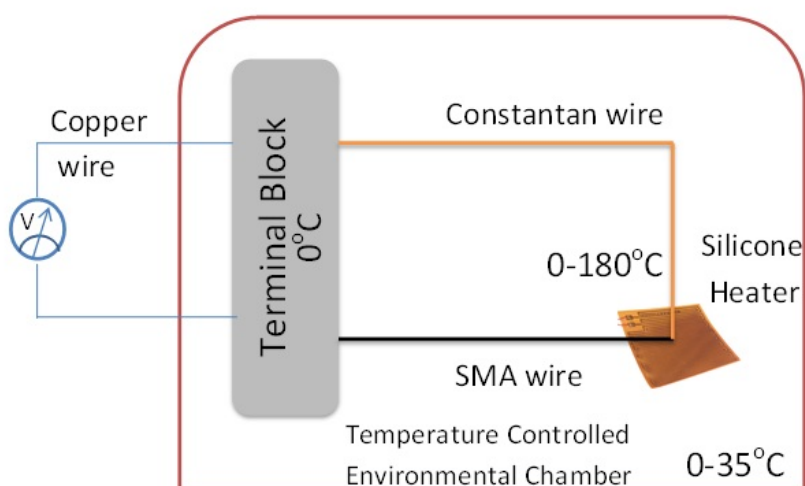 Copper
wire
V
Terminal Block
0°C
Constantan wire
0-180°C
Silicone
Heater
SMA wire
Temperature Controlled
Environmental Chamber
0-35°C